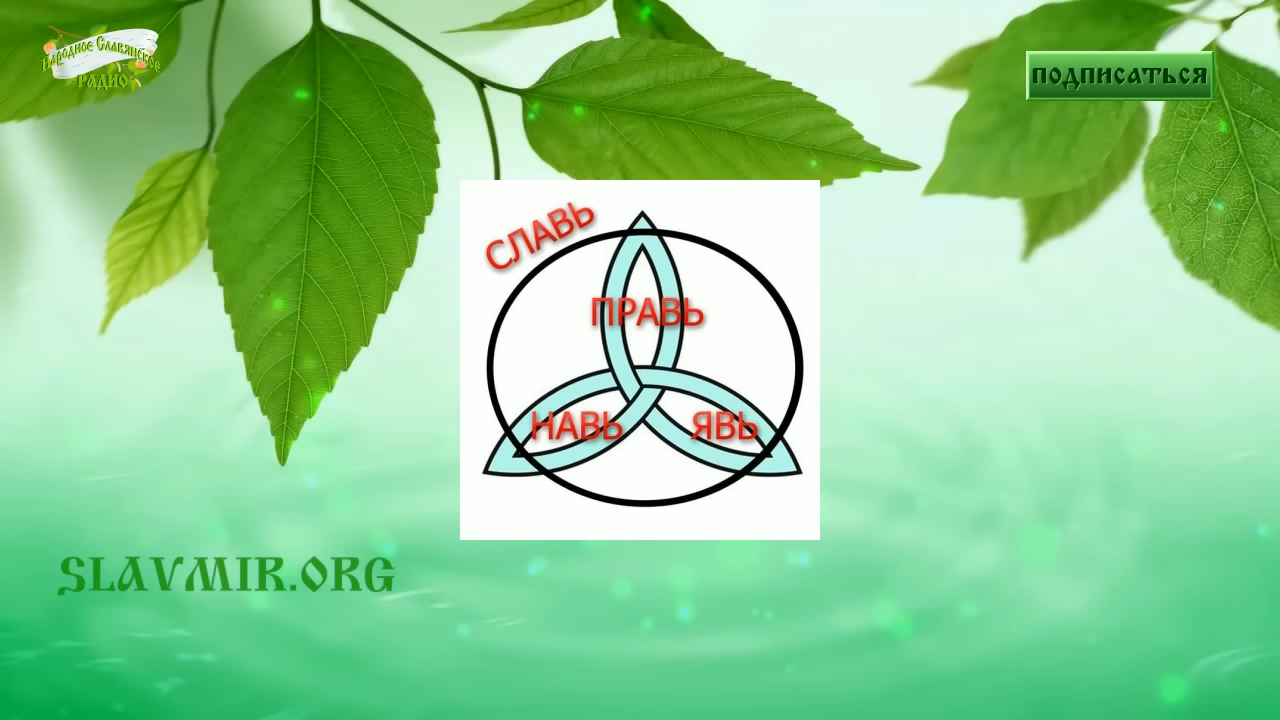 Народное Славянское
РАДИО
ПОДПИСАТЬСЯ
СЛАВЬ
ПРАВЬ
НАВЬ ЯВЬ
SLAVMIR.ORG